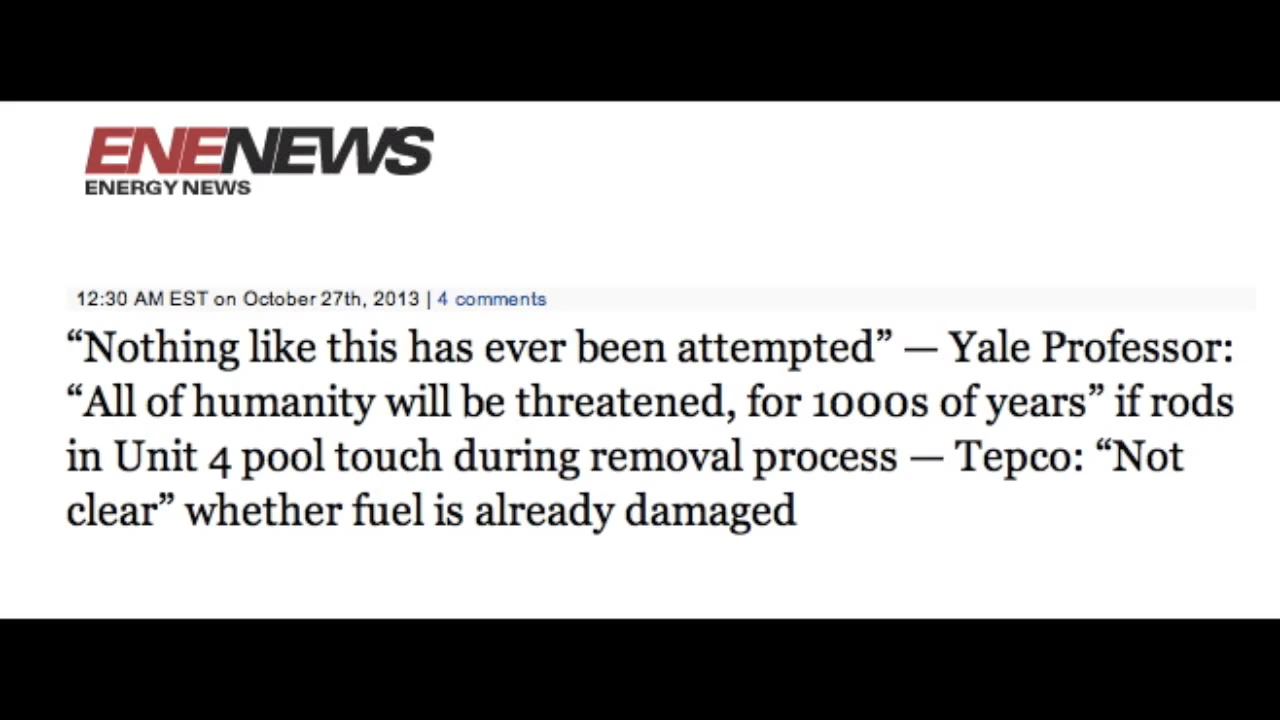 ENENEWS
ENERGY NEWS
12:30 AM EST on October 27th, 2013 | 4 comments
“Nothing like this has ever been attempted” — Yale Professor:
“All of humanity will be threatened, for 1000s of years” if rods
in Unit 4 pool touch during removal process — Tepco: “Not
clear” whether fuel is already damaged